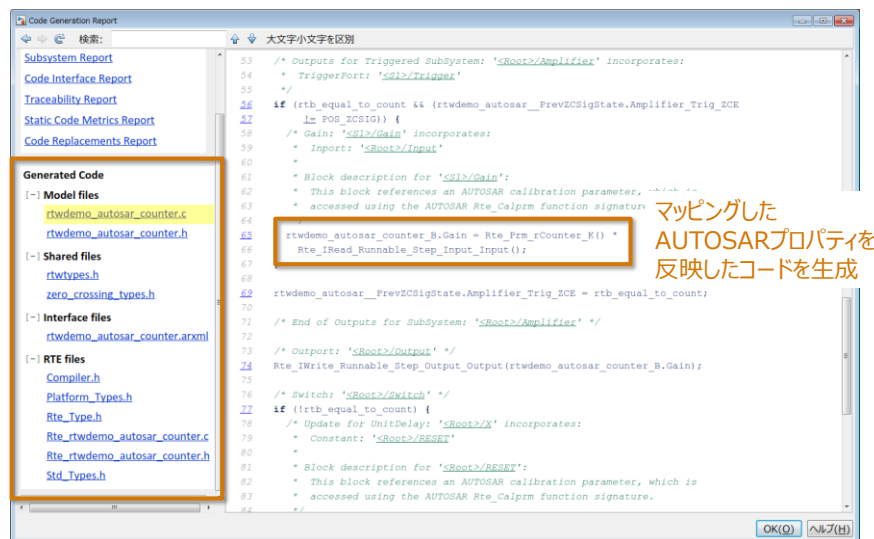 Code Generation Report
検索:
大文字小文字を区別
Subsystem Report
Code Interface Report
Traceability Report
Static Code Metrics Report
Code Replacements Report
Generated Code
[-] Model files
rtwdemo_autosar_counter.c
rtwdemo_autosar_counter.h
[-] Shared files
rtwtypes.h
zero_crossing_types.h
[-] Interface files
rtwdemo_autosar_counter.arxml
[-] RTE files
Compiler.h
Platform_Types.h
Rte_Type.h
Rte_rtwdemo_autosar_counter.c
Rte_rtwdemo_autosar_counter.h
Std_Types.h
53 /* Outputs for Triggered SubSystem: '<Root>/Amplifier' incorporates:
54 * TriggerPort: '<S1>/Trigger'
55 */
56 if (rtb_equal_to_count && (rtwdemo_autosar__PrevZCSigState.Amplifier_Trig_ZCE
57 != POS_ZCSIG)) {
58 /* Gain: '<S1>/Gain' incorporates:
59 * Inport: '<Root>/Input'
60 *
61 * Block description for '<S1>/Gain':
62 * This block references an AUTOSAR calibration parameter, which is
63 * accessed using the AUTOSAR Rte_Calprm function signature
64
65 rtwdemo_autosar_counter_B.Gain = Rte_Prm_rCounter_K() *
66 Rte_IRead_Runnable_Step_Input_Input();
67
68
69 rtwdemo_autosar__PrevZCSigState.Amplifier_Trig_ZCE = rtb_equal_to_count;
70
71 /* End of Outputs for SubSystem: '<Root>/Amplifier' */
72
73 /* Outport: '<Root>/Output' */
74 Rte_IWrite_Runnable_Step_Output_Output(rtwdemo_autosar_counter_B.Gain);
75
76 /* Switch: '<Root>/Switch' */
77 if (!rtb_equal_to_count) {
78 /* Update for UnitDelay: '<Root>/X' incorporates:
79 * Constant: '<Root>/RESET'
80 *
81 * Block description for '<Root>/RESET':
82 * This block references an AUTOSAR calibration parameter, which is
83 * accessed using the AUTOSAR Rte_Calprm function signature.
84 */
マッピングした
AUTOSARプロパティを
反映したコードを生成
OK(O) ヘルプ(H)